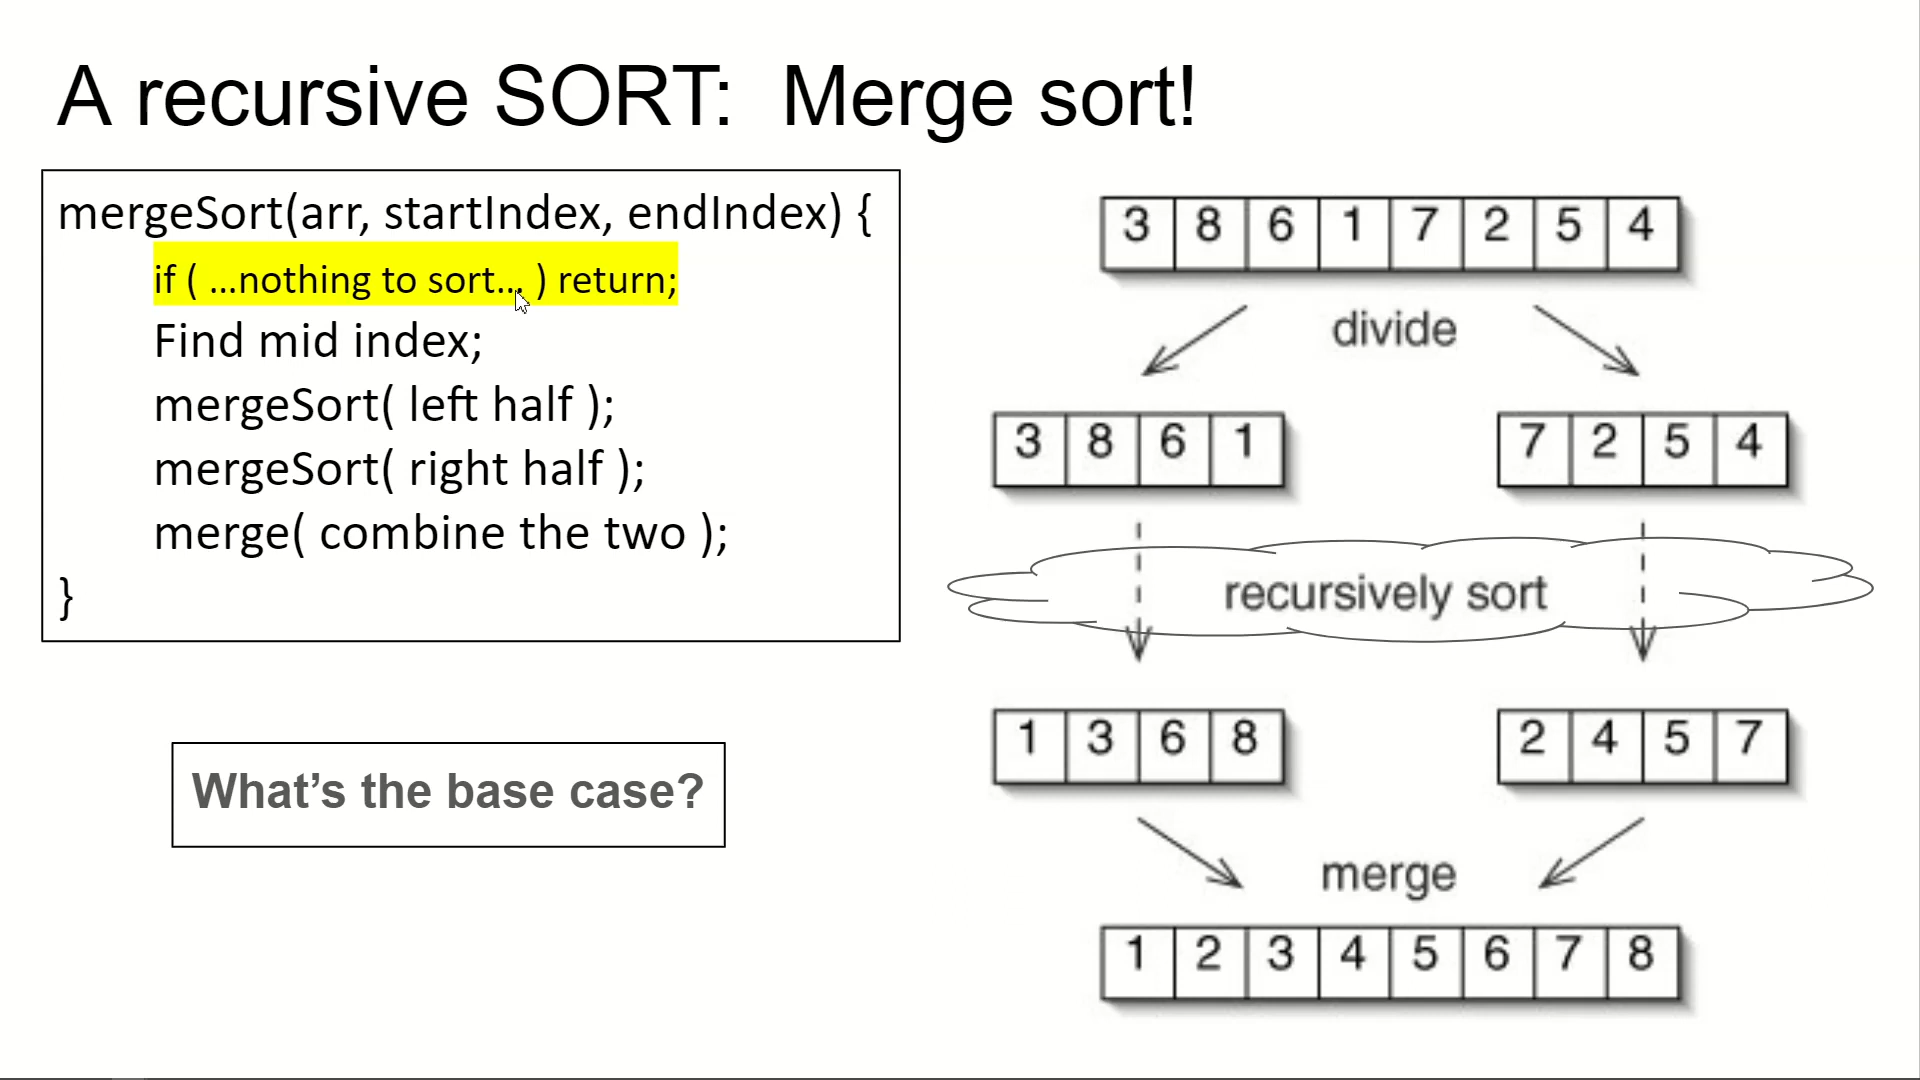 A recursive SORT:  Merge sort!
mergeSort(arr, startIndex, endIndex) {
if ( ...nothing to sort... ) return;
Find mid index;
mergeSort( left half );
mergeSort( right half );
merge( combine the two );
}
What’s the base case?
3 8 6 1 7 2 5 4
divide
3 8 6 1
7 2 5 4
recursively sort
1 3 6 8
2 4 5 7
merge
1 2 3 4 5 6 7 8